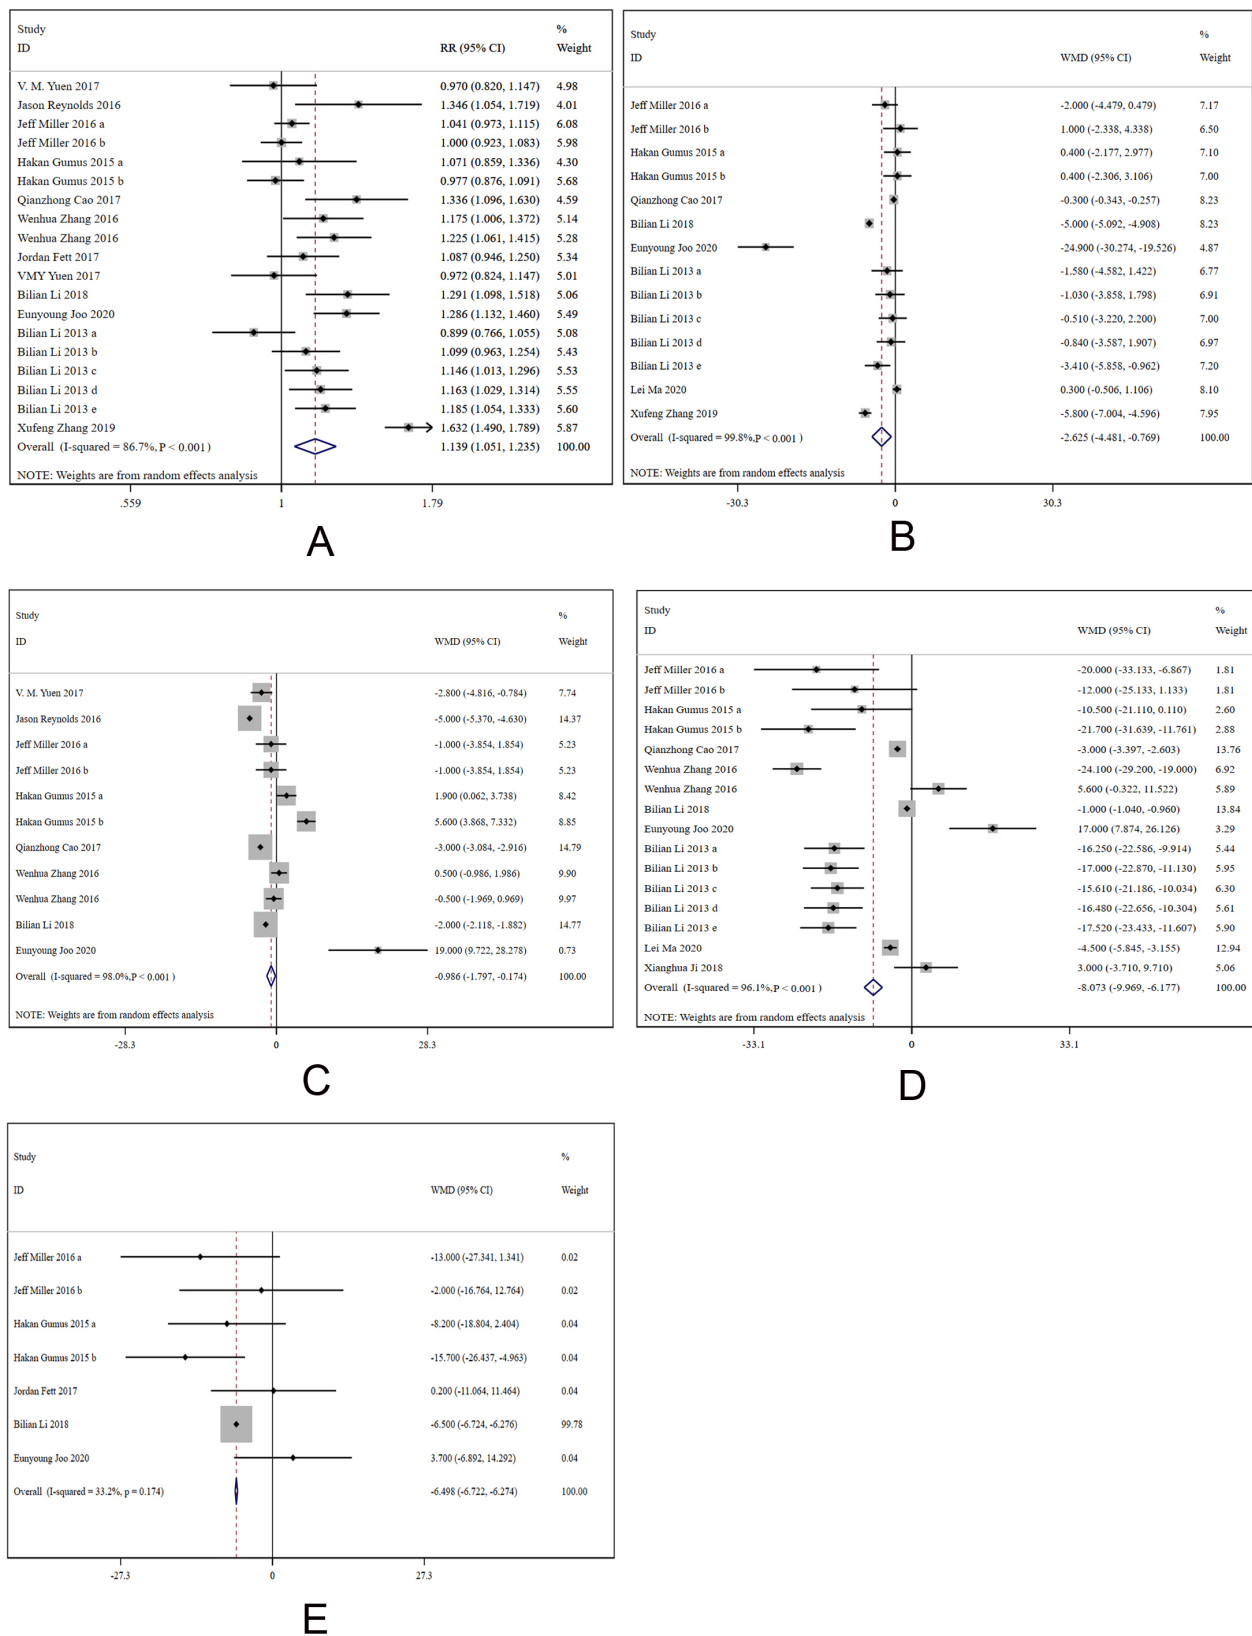 Study %
ID RR (95% CI) Weight
V. M. Yuen 2017 0.970 (0.820, 1.147) 4.98
Jason Reynolds 2016 1.346 (1.054, 1.719) 4.01
Jeff Miller 2016 a 1.041 (0.973, 1.115) 6.08
Jeff Miller 2016 b 1.000 (0.923, 1.083) 5.98
Hakan Gumus 2015 a 1.071 (0.859, 1.336) 4.30
Hakan Gumus 2015 b 0.977 (0.876, 1.091) 5.68
Qianzhong Cao 2017 1.336 (1.096, 1.630) 4.59
Wenhua Zhang 2016 1.175 (1.006, 1.372) 5.14
Wenhua Zhang 2016 1.225 (1.061, 1.415) 5.28
Jordan Fett 2017 1.087 (0.946, 1.250) 5.34
VMY Yuen 2017 0.972 (0.824, 1.147) 5.01
Bilian Li 2018 1.291 (1.098, 1.518) 5.06
Eunyoung Joo 2020 1.286 (1.132, 1.460) 5.49
Bilian Li 2013 a 0.899 (0.766, 1.055) 5.08
Bilian Li 2013 b 1.099 (0.963, 1.254) 5.43
Bilian Li 2013 c 1.146 (1.013, 1.296) 5.53
Bilian Li 2013 d 1.163 (1.029, 1.314) 5.55
Bilian Li 2013 e 1.185 (1.054, 1.333) 5.60
Xufeng Zhang 2019 1.632 (1.490, 1.789) 5.87
Overall (I-squared = 86.7%, P < 0.001) 1.139 (1.051, 1.235) 100.00
NOTE: Weights are from random effects analysis
.559 1 1.79
A
Study %
ID WMD (95% CI) Weight
Jeff Miller 2016 a -2.000 (-4.479, 0.479) 7.17
Jeff Miller 2016 b 1.000 (-2.338, 4.338) 6.50
Hakan Gumus 2015 a 0.400 (-2.177, 2.977) 7.10
Hakan Gumus 2015 b 0.400 (-2.306, 3.106) 7.00
Qianzhong Cao 2017 -0.300 (-0.343, -0.257) 8.23
Bilian Li 2018 -5.000 (-5.092, -4.908) 8.23
Eunyoung Joo 2020 -24.900 (-30.274, -19.526) 4.87
Bilian Li 2013 a -1.580 (-4.582, 1.422) 6.77
Bilian Li 2013 b -1.030 (-3.858, 1.798) 6.91
Bilian Li 2013 c -0.510 (-3.220, 2.200) 7.00
Bilian Li 2013 d -0.840 (-3.587, 1.907) 6.97
Bilian Li 2013 e -3.410 (-5.858, -0.962) 7.20
Lei Ma 2020 0.300 (-0.506, 1.106) 8.10
Xufeng Zhang 2019 -5.800 (-7.004, -4.596) 7.95
Overall (I-squared = 99.8%,P < 0.001 ) -2.625 (-4.481, -0.769) 100.00
NOTE: Weights are from random effects analysis
-30.3 0 30.3
B
Study %
ID WMD (95% CI) Weight
V. M. Yuen 2017 -2.800 (-4.816, -0.784) 7.74
Jason Reynolds 2016 -5.000 (-5.370, -4.630) 14.37
Jeff Miller 2016 a -1.000 (-3.854, 1.854) 5.23
Jeff Miller 2016 b -1.000 (-3.854, 1.854) 5.23
Hakan Gumus 2015 a 1.900 (0.062, 3.738) 8.42
Hakan Gumus 2015 b 5.600 (3.868, 7.332) 8.85
Qianzhong Cao 2017 -3.000 (-3.084, -2.916) 14.79
Wenhua Zhang 2016 0.500 (-0.986, 1.986) 9.90
Wenhua Zhang 2016 -0.500 (-1.969, 0.969) 9.97
Bilian Li 2018 -2.000 (-2.118, -1.882) 14.77
Eunyoung Joo 2020 19.000 (9.722, 28.278) 0.73
Overall (I-squared = 98.0%,P < 0.001 ) -0.986 (-1.797, -0.174) 100.00
NOTE: Weights are from random effects analysis
-28.3 0 28.3
C
Study %
ID WMD (95% CI) Weight
Jeff Miller 2016 a -20.000 (-33.133, -6.867) 1.81
Jeff Miller 2016 b -12.000 (-25.133, 1.133) 1.81
Hakan Gumus 2015 a -10.500 (-21.110, 0.110) 2.60
Hakan Gumus 2015 b -21.700 (-31.639, -11.761) 2.88
Qianzhong Cao 2017 -3.000 (-3.397, -2.603) 13.76
Wenhua Zhang 2016 -24.100 (-29.200, -19.000) 6.92
Wenhua Zhang 2016 5.600 (-0.322, 11.522) 5.89
Bilian Li 2018 -1.000 (-1.040, -0.960) 13.84
Eunyoung Joo 2020 17.000 (7.874, 26.126) 3.29
Bilian Li 2013 a -16.250 (-22.586, -9.914) 5.44
Bilian Li 2013 b -17.000 (-22.870, -11.130) 5.95
Bilian Li 2013 c -15.610 (-21.186, -10.034) 6.30
Bilian Li 2013 d -16.480 (-22.656, -10.304) 5.61
Bilian Li 2013 e -17.520 (-23.433, -11.607) 5.90
Lei Ma 2020 -4.500 (-5.845, -3.155) 12.94
Xianghua Ji 2018 3.000 (-3.710, 9.710) 5.06
Overall (I-squared = 96.1%,P < 0.001 ) -8.073 (-9.969, -6.177) 100.00
NOTE: Weights are from random effects analysis
-33.1 0 33.1
D
Study %
ID WMD (95% CI) Weight
Jeff Miller 2016 a -13.000 (-27.341, 1.341) 0.02
Jeff Miller 2016 b -2.000 (-16.764, 12.764) 0.02
Hakan Gumus 2015 a -8.200 (-18.804, 2.404) 0.04
Hakan Gumus 2015 b -15.700 (-26.437, -4.963) 0.04
Jordan Fett 2017 0.200 (-11.064, 11.464) 0.04
Bilian Li 2018 -6.500 (-6.724, -6.276) 99.78
Eunyoung Joo 2020 3.700 (-6.892, 14.292) 0.04
Overall (I-squared = 33.2%, p = 0.174) -6.498 (-6.722, -6.274) 100.00
-27.3 0 27.3
E